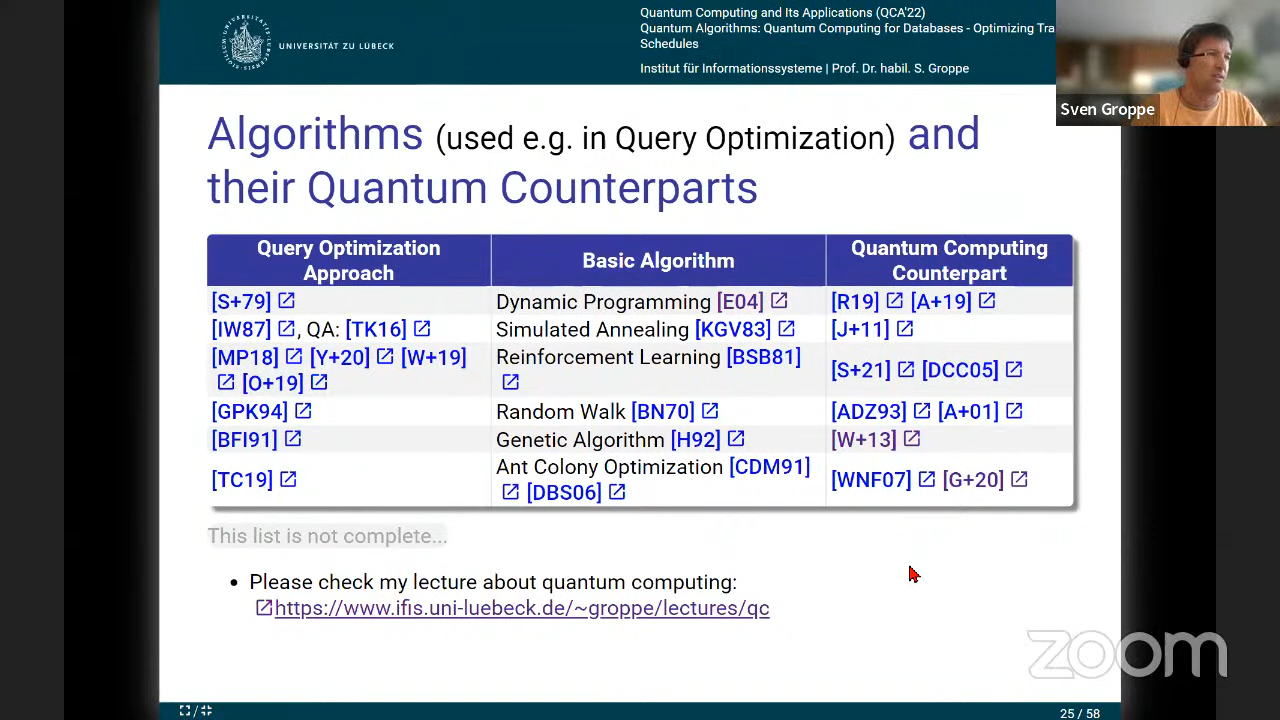 UNIVERSITÄT ZU LÜBECK
Quantum Computing and Its Applications (QCA'22)
Quantum Algorithms: Quantum Computing for Databases - Optimizing Tra
Schedules
Institut für Informationssysteme | Prof. Dr. habil. S. Groppe
Sven Groppe
Algorithms (used e.g. in Query Optimization) and
their Quantum Counterparts
Query Optimization Approach | Basic Algorithm | Quantum Computing Counterpart
[S+79] | Dynamic Programming [E04] | [R19] [A+19]
[IW87], QA: [TK16] | Simulated Annealing [KGV83] | [J+11]
[MP18] [Y+20] [W+19] [O+19] | Reinforcement Learning [BSB81] | [S+21] [DCC05]
[GPK94] | Random Walk [BN70] | [ADZ93] [A+01]
[BFI91] | Genetic Algorithm [H92] | [W+13]
[TC19] | Ant Colony Optimization [CDM91] [DBS06] | [WNF07] [G+20]
This list is not complete...
• Please check my lecture about quantum computing:
https://www.ifis.uni-luebeck.de/~groppe/lectures/qc
zoom
25 / 58